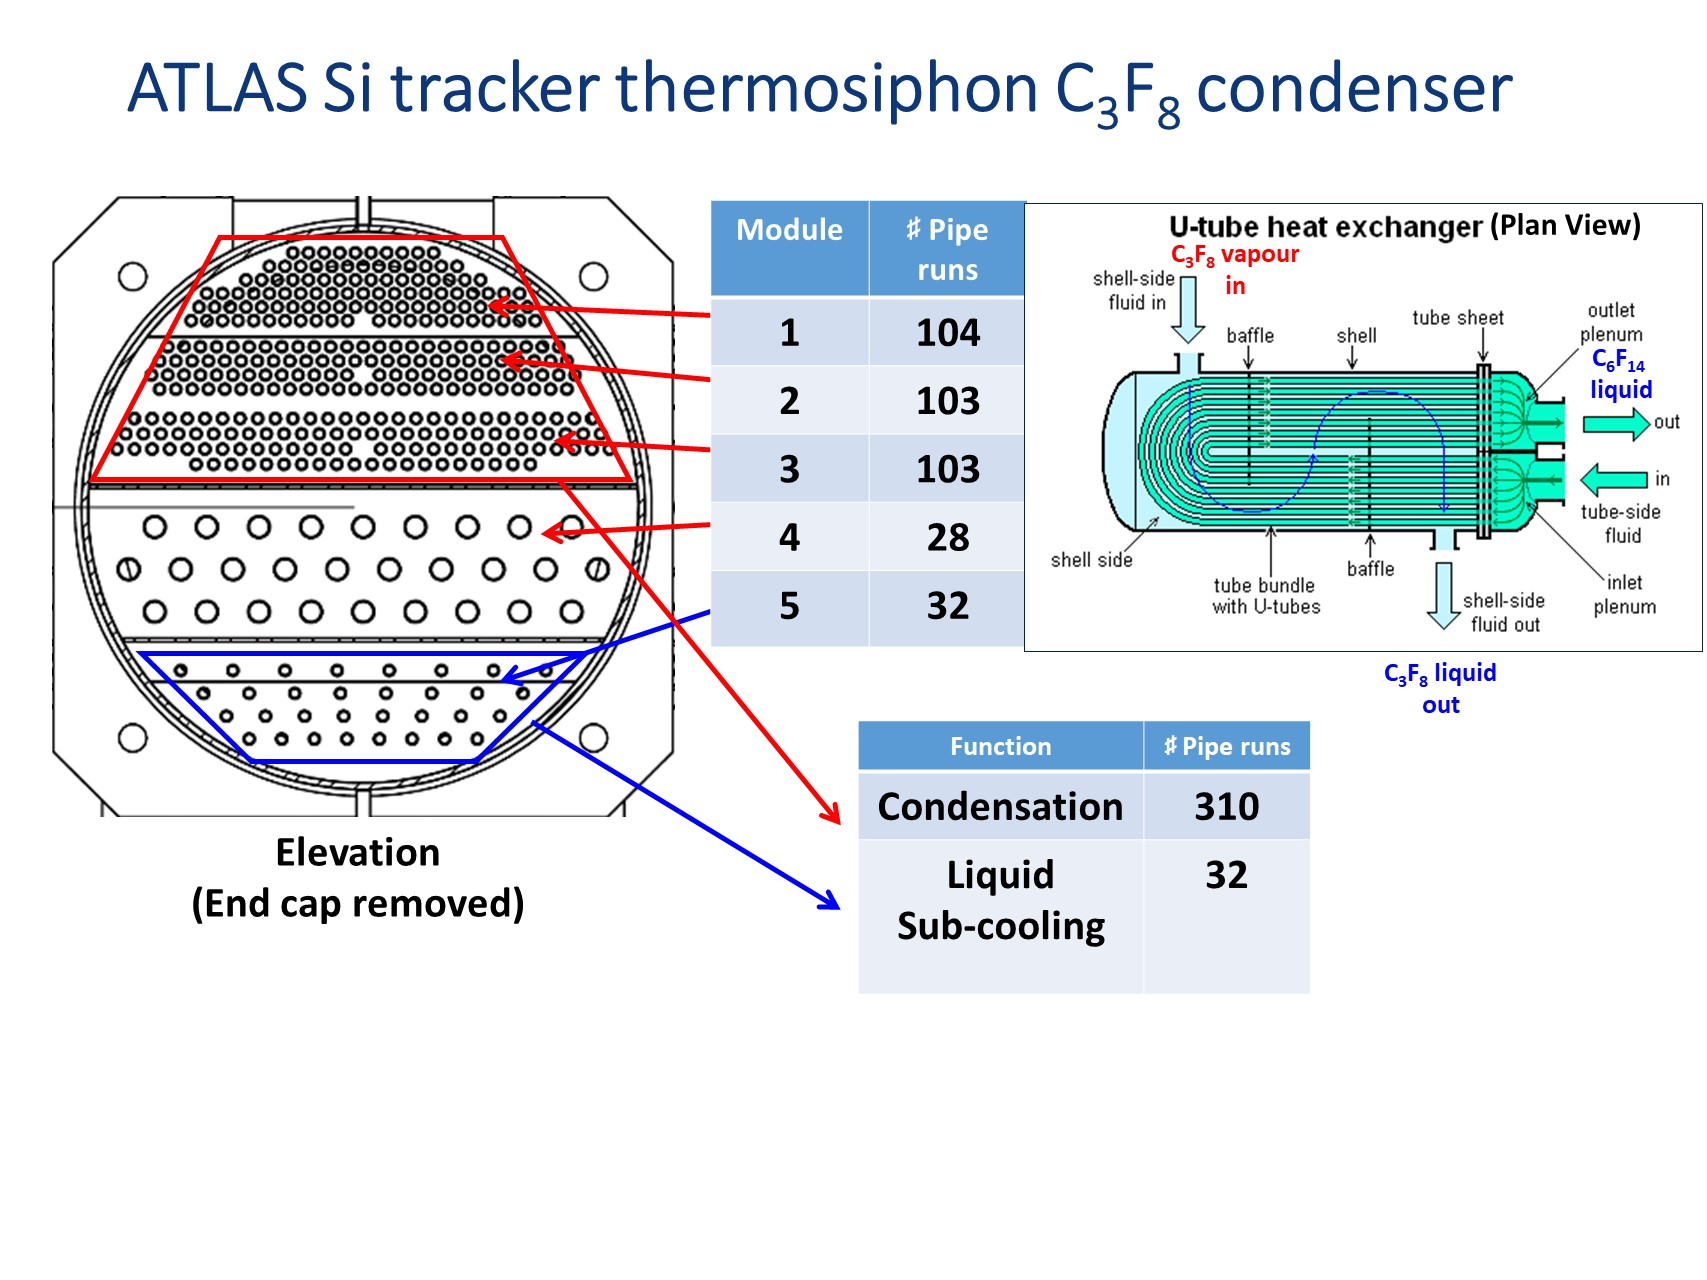 ATLAS Si tracker thermosiphon C₃F₈ condenser
Module ♯ Pipe runs
1 104
2 103
3 103
4 28
5 32
U-tube heat exchanger (Plan View)
C₃F₈ vapour
in
shell-side
fluid in
baffle
shell
tube sheet
outlet
plenum
C₆F₁₄
liquid
out
in
tube-side
fluid
inlet
plenum
shell side
tube bundle
with U-tubes
baffle
shell-side
fluid out
C₃F₈ liquid
out
Elevation
(End cap removed)
Function ♯ Pipe runs
Condensation 310
Liquid 32
Sub-cooling